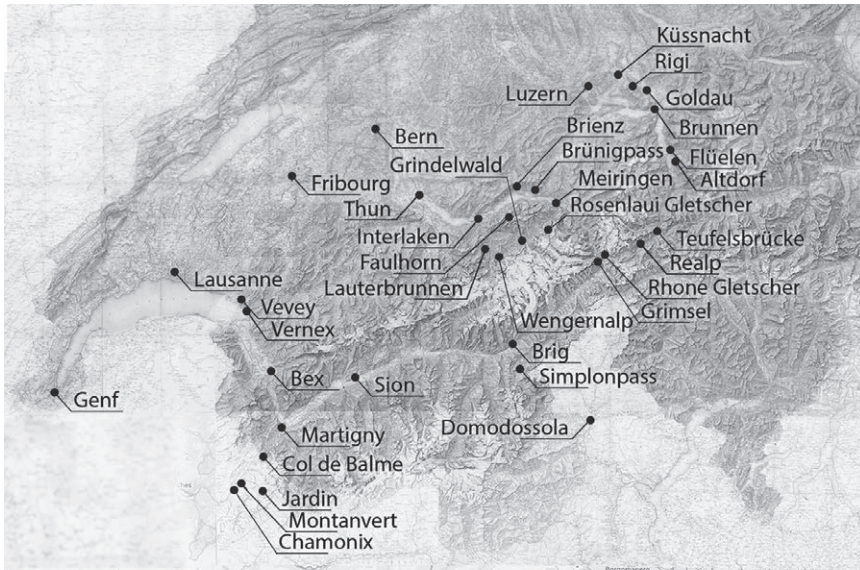 Küssnacht
Rigi
Luzern
Goldau
Brienz
Brunnen
Bern
Grindelwald
Brünigpass
Flüelen
Fribourg
Meiringen
Altdorf
Thun
Rosenlaui Gletscher
Interlaken
Teufelsbrücke
Faulhorn
Realp
Lausanne
Lauterbrunnen
Rhone Gletscher
Vevey
Grimsel
Vernex
Wengernalp
Brig
Bex
Sion
Simplonpass
Genf
Martigny
Domodossola
Col de Balme
Jardin
Montanvert
Chamonix